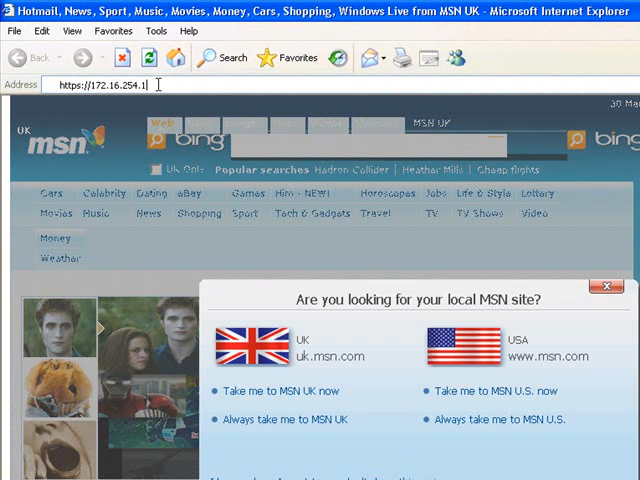 Hotmail, News, Sport, Music, Movies, Money, Cars, Shopping, Windows Live from MSN UK - Microsoft Internet Explorer
File Edit View Favorites Tools Help
Back Search Favorites
Address https://172.16.254.1
30 Ma
UK msn
Web MSN UK
bing bing
UK Only Popular searches Hadron Collider | Heather Mills | Cheap flights
Cars Celebrity Dating eBay Games Him - NEW! Horoscopes Jobs Life & Style Lottery
Movies Music News Shopping Sport Tech & Gadgets Travel TV TV Shows Video
Money
Weather
Are you looking for your local MSN site?
UK
uk.msn.com
USA
www.msn.com
Take me to MSN UK now
Take me to MSN U.S. now
Always take me to MSN UK
Always take me to MSN U.S.